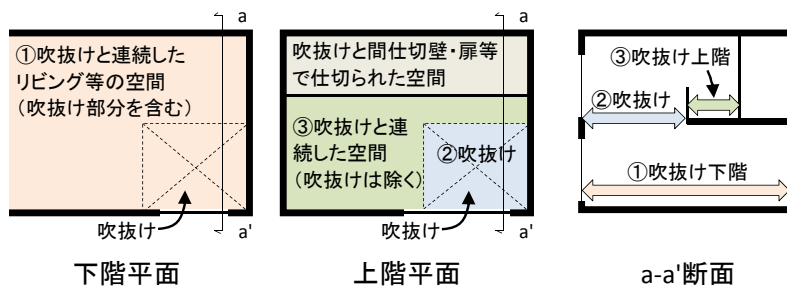 a
①吹抜けと連続した
リビング等の空間
（吹抜け部分を含む）
吹抜け
a'
下階平面
a
吹抜けと間仕切壁・扉等
で仕切られた空間
③吹抜けと連
続した空間
（吹抜けは除く）
②吹抜け
吹抜け
a'
上階平面
③吹抜け上階
②吹抜け
①吹抜け下階
a-a'断面